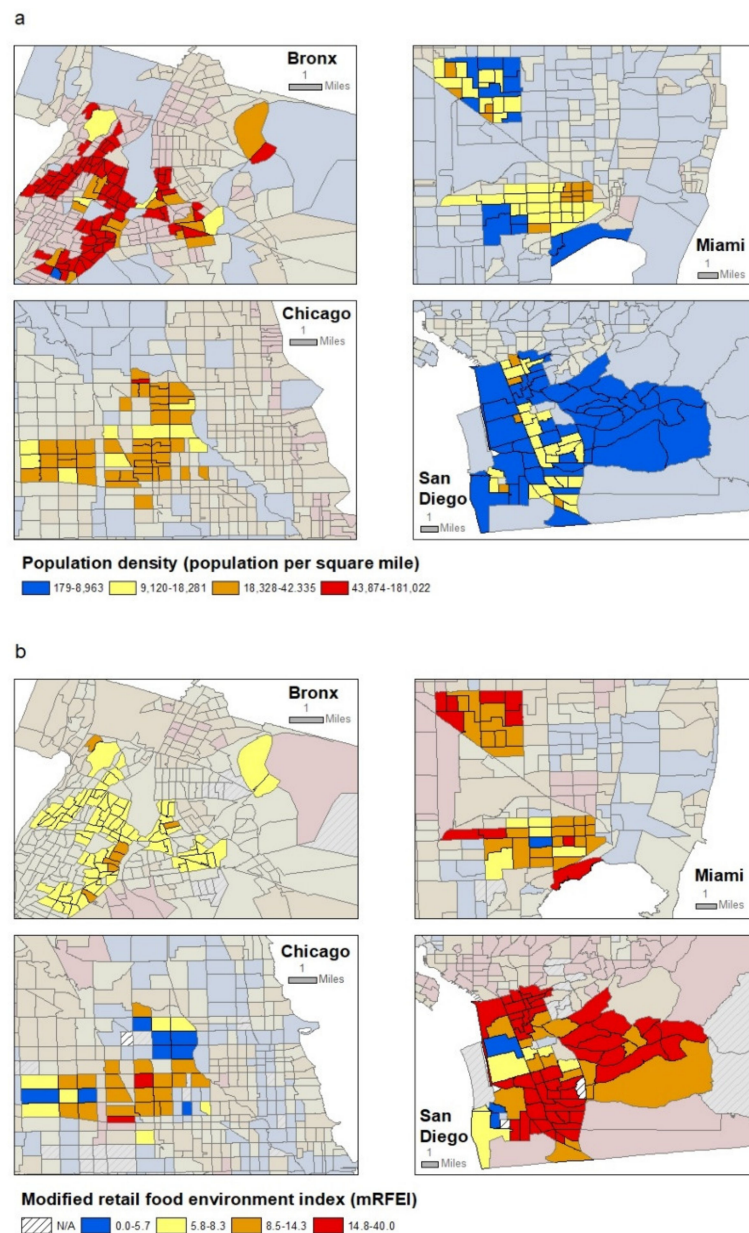 a
Bronx
1
Miles
Miami
1
Miles
Chicago
1
Miles
San
Diego
1
Miles
Population density (population per square mile)
179-8,963 9,120-18,281 18,328-42.335 43,874-181,022
b
Bronx
1
Miles
Miami
1
Miles
Chicago
1
Miles
San
Diego
1
Miles
Modified retail food environment index (mRFEI)
N/A 0.0-5.7 5.8-8.3 8.5-14.3 14.8-40.0